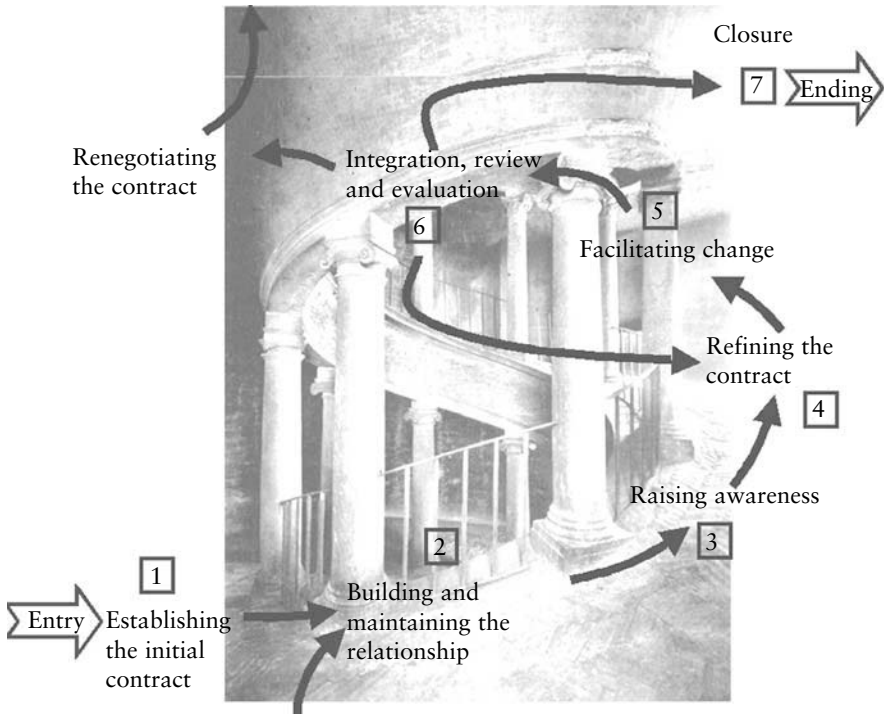 Closure
7
Ending
Renegotiating
the contract
Integration, review
and evaluation
6
5
Facilitating change
Refining the
contract
4
Raising awareness
3
2
Building and
maintaining the
relationship
1
Entry
Establishing
the initial
contract